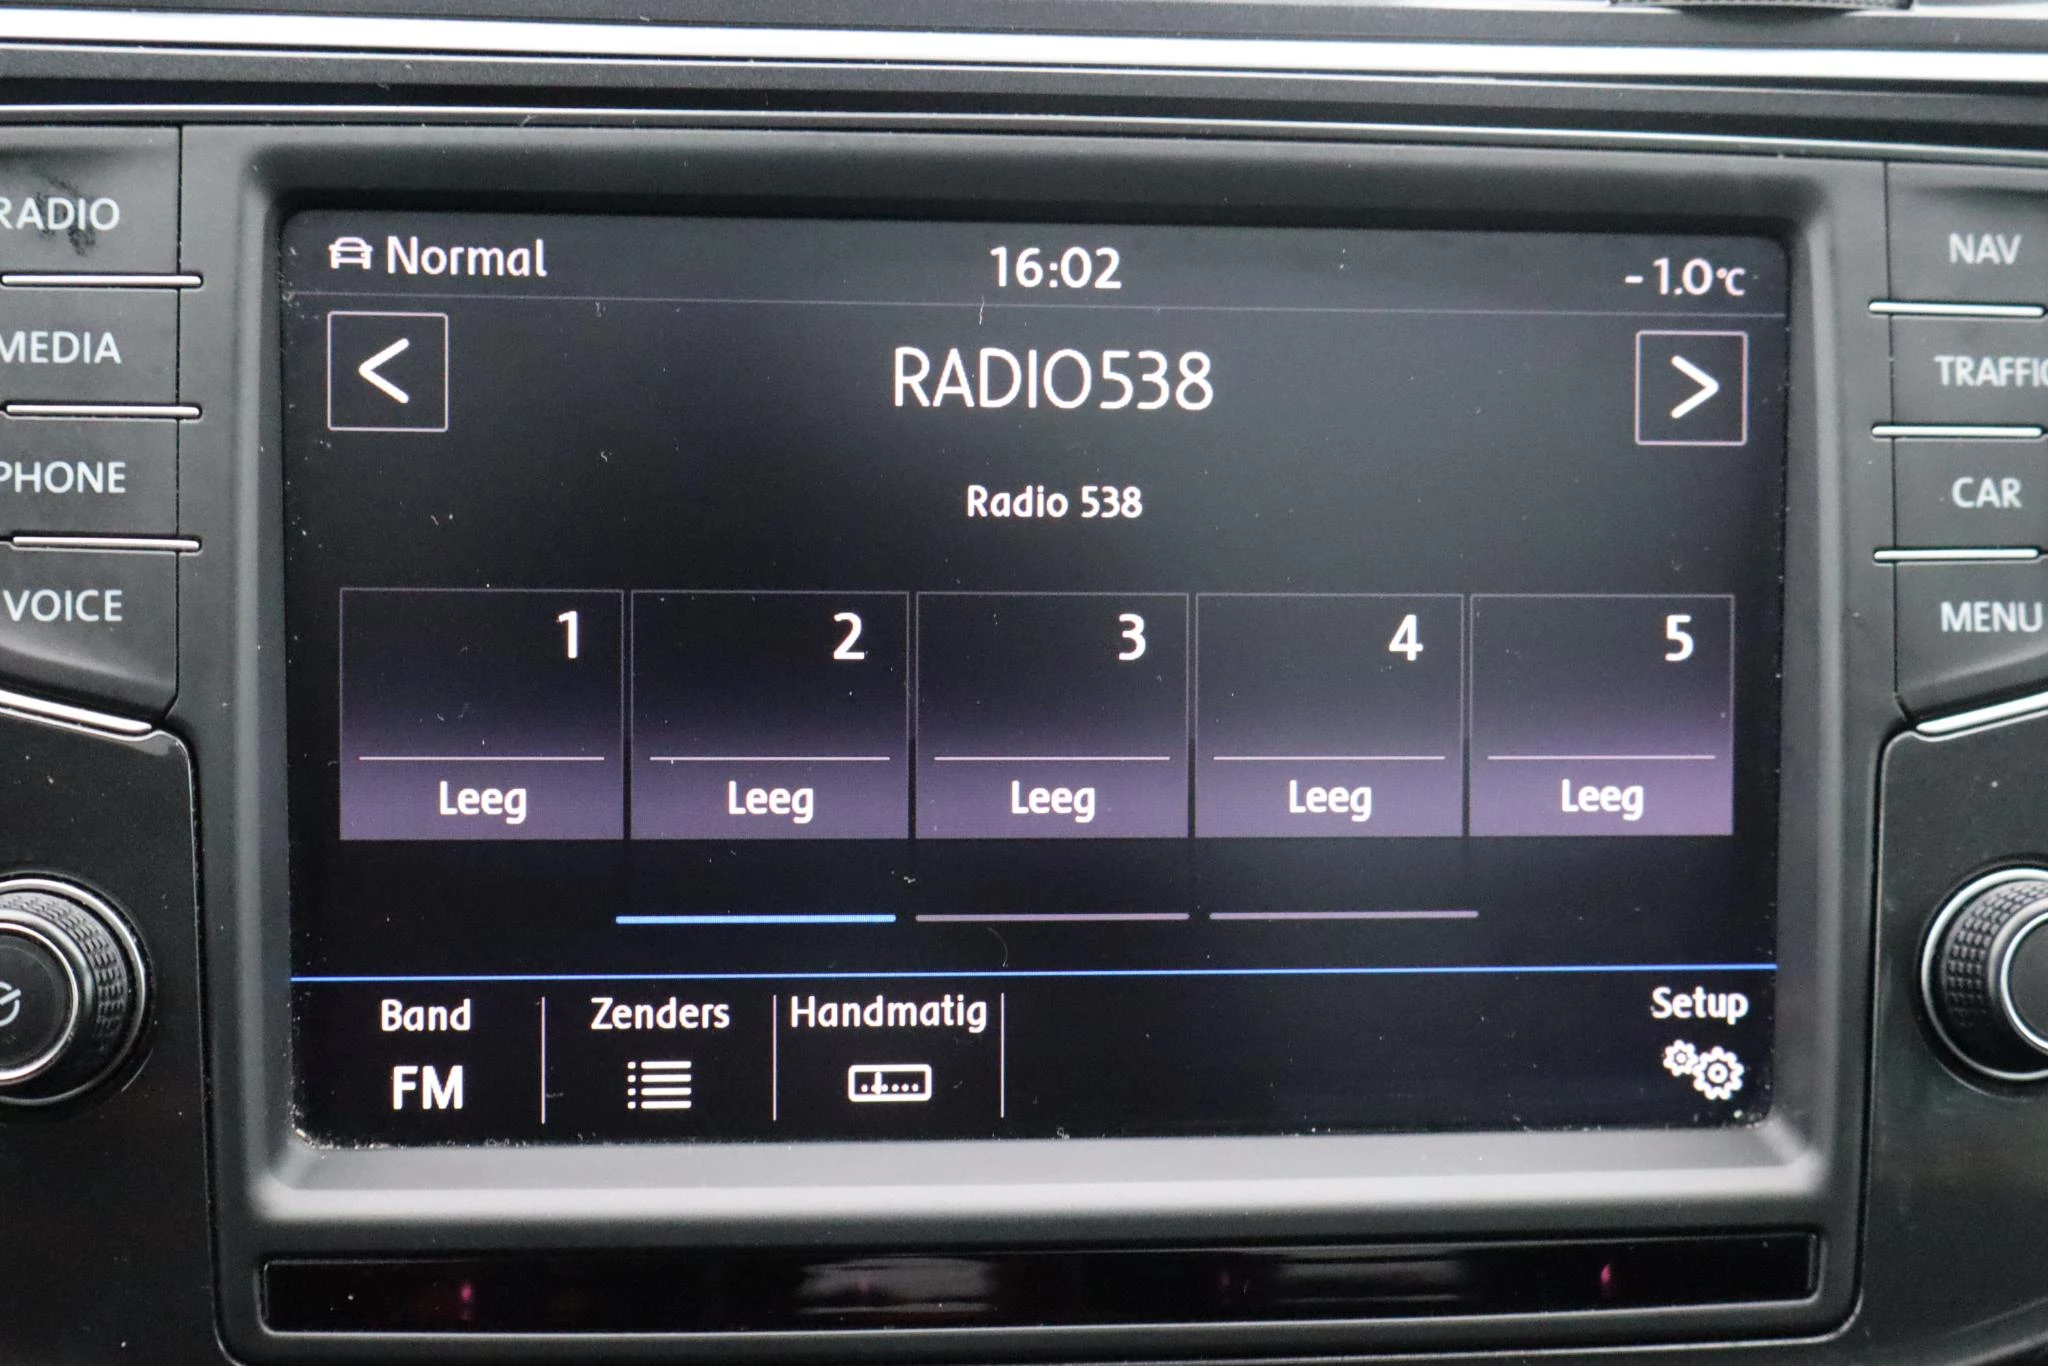 RADIO
MEDIA
PHONE
VOICE
Normal 16:02 -1.0°C
<
RADIO538
>
Radio 538
1 2 3 4 5
Leeg Leeg Leeg Leeg Leeg
Band Zenders Handmatig Setup
FM
NAV
TRAFFIC
CAR
MENU